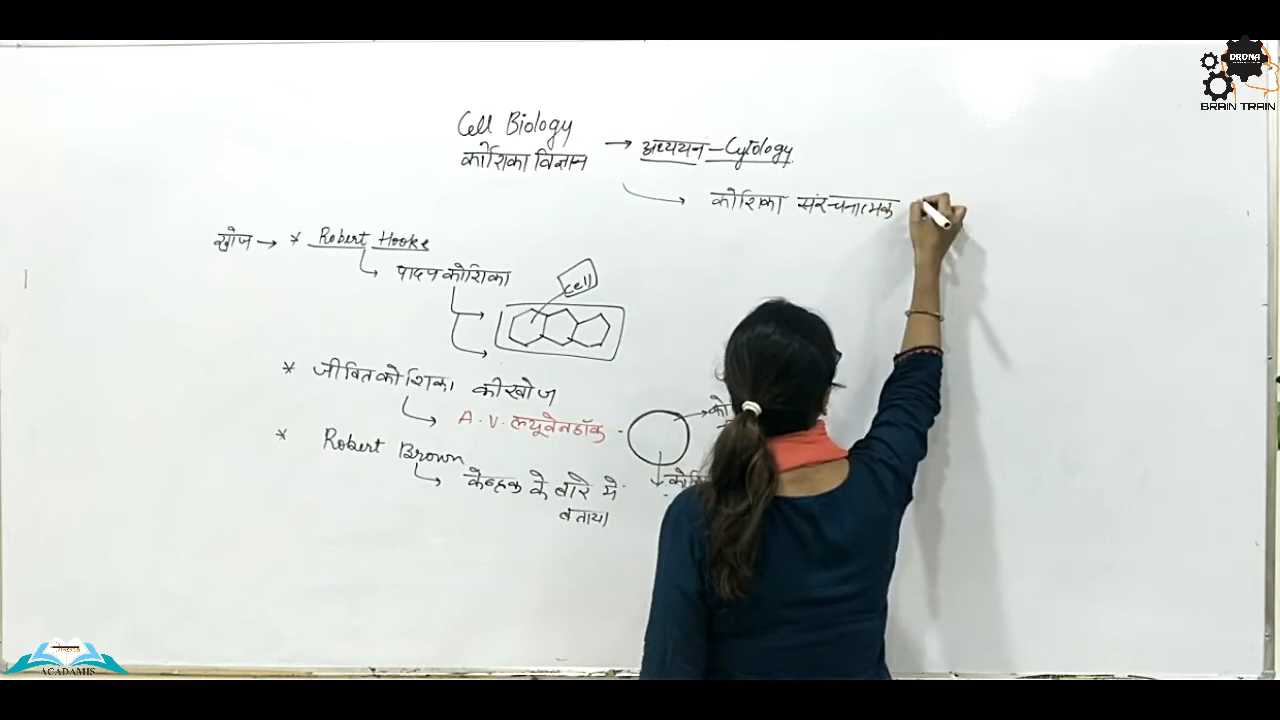 DRONA
BRAIN TRAIN
Cell Biology
कोशिका विज्ञान → अध्ययन – Cytology
कोशिका संरचनात्मक
खोज → * Robert Hooke
पादप कोशिका
cell
* जीवित कोशिका की खोज
A. V. ल्यूवेनहॉक
को
* Robert Brown
केन्द्रक के बारे में
बताया
ACADAMIS